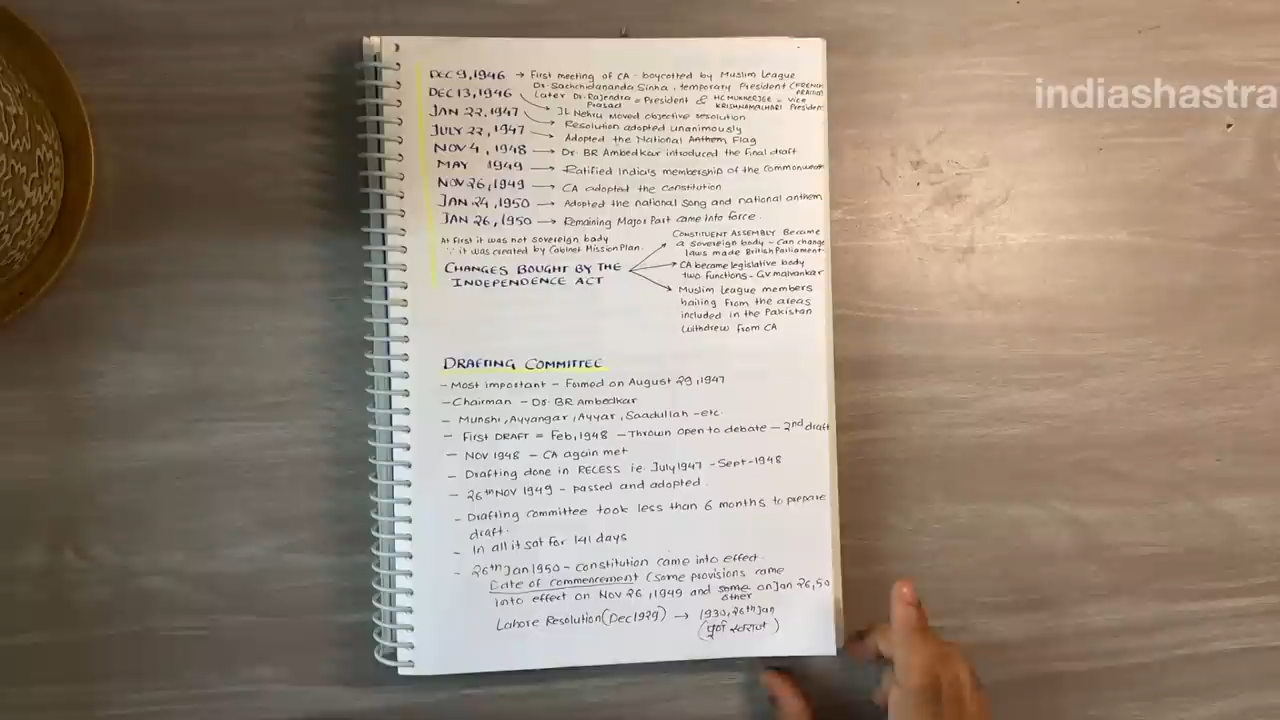 indiashastra
DEC 9, 1946 → First meeting of CA - boycotted by Muslim League
Dr. Sachchidananda Sinha, temporary President (FRENCH PRACTICE)
DEC 13, 1946 Later Dr. Rajendra Prasad = President & HC MUKHERJEE = Vice President
KRISHNAMACHARI
JL Nehru moved objective resolution
JAN 22, 1947 Resolution adopted unanimously
JULY 22, 1947 → Adopted the National Anthem Flag
NOV 4, 1948 → Dr. BR Ambedkar introduced the final draft
MAY 1949 → Ratified India's membership of the commonwealth
NOV 26, 1949 → CA adopted the constitution
JAN 24, 1950 → Adopted the national song and national anthem
JAN 26, 1950 → Remaining Major Part came into force.
At first it was not sovereign body
∵ it was created by Cabinet Mission Plan.
CHANGES BOUGHT BY THE
INDEPENDENCE ACT
CONSTITUENT ASSEMBLY Became
a sovereign body - Can change
laws made British Parliament.
CA became legislative body
two functions - GV malvankar
Muslim League members
hailing from the areas
included in the Pakistan
withdrew from CA
DRAFTING COMMITTEE
- Most important - Formed on August 29, 1947
- Chairman - Dr. BR Ambedkar
- Munshi, Ayyangar, Ayyar, Saadullah - etc.
- First DRAFT = Feb, 1948 - Thrown open to debate - 2nd draft
- NOV 1948 - CA again met
- Drafting done in RECESS ie. July 1947 - Sept - 1948
- 26th NOV 1949 - passed and adopted.
- Drafting committee took less than 6 months to prepare
draft.
- In all it sat for 141 days
- 26th Jan 1950 - Constitution came into effect.
Date of commencement (some provisions came
into effect on Nov 26, 1949 and some other on Jan 26, 50
Lahore Resolution (Dec 1929) → 1930, 26th Jan
(पूर्ण स्वराज)